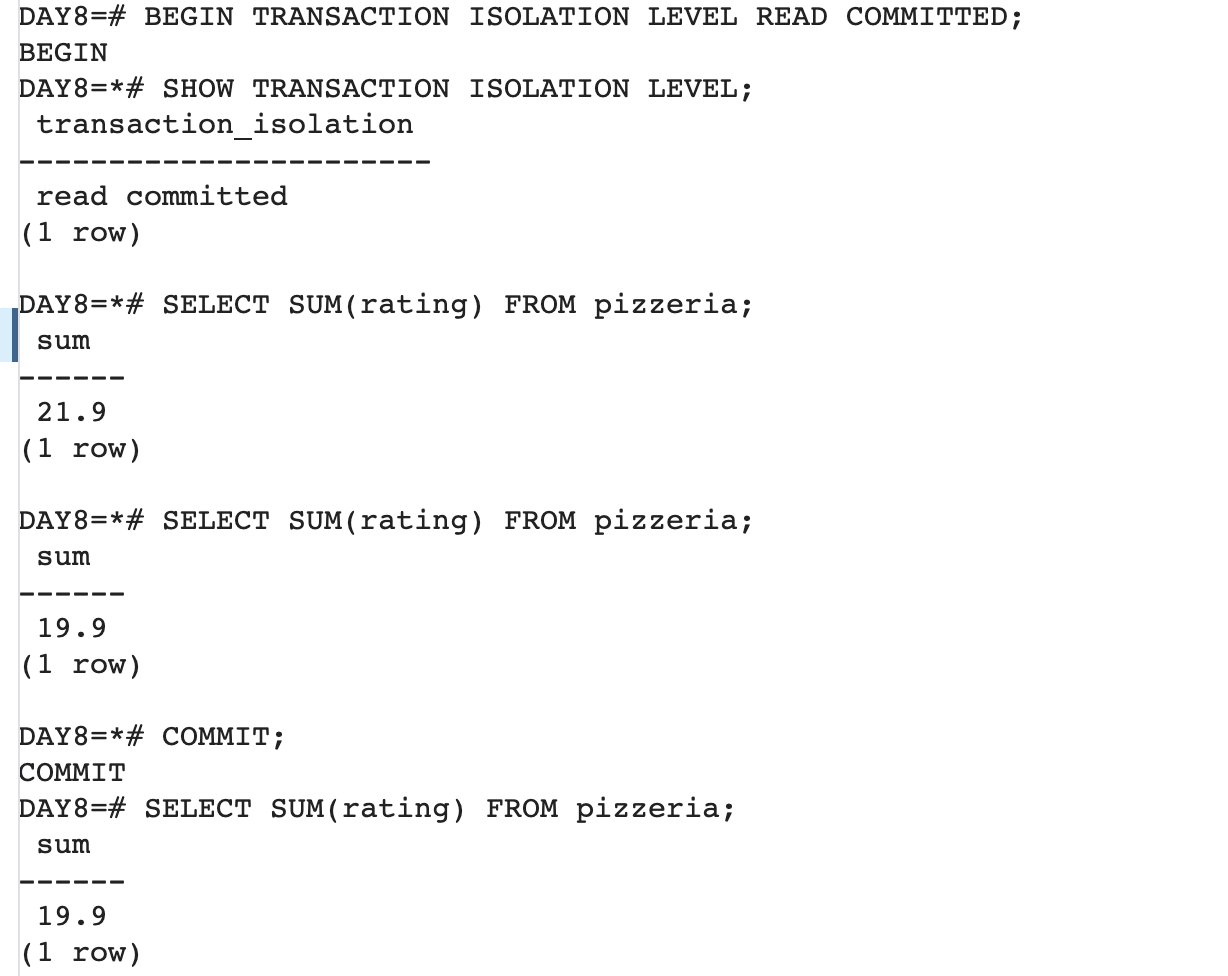 DAY8=# BEGIN TRANSACTION ISOLATION LEVEL READ COMMITTED;
BEGIN
DAY8=*# SHOW TRANSACTION ISOLATION LEVEL;
 transaction_isolation
-----------------------
 read committed
(1 row)

DAY8=*# SELECT SUM(rating) FROM pizzeria;
 sum
------
 21.9
(1 row)

DAY8=*# SELECT SUM(rating) FROM pizzeria;
 sum
------
 19.9
(1 row)

DAY8=*# COMMIT;
COMMIT
DAY8=# SELECT SUM(rating) FROM pizzeria;
 sum
------
 19.9
(1 row)